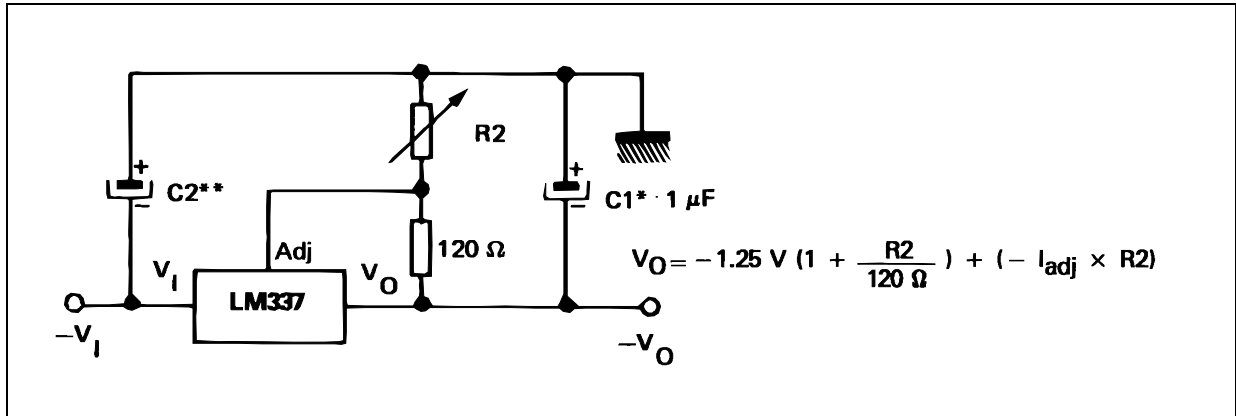 R2
+
C2**
−
+
C1* · 1 μF
−
Adj
120 Ω
V_I
V_O
LM337
−V_I
−V_O
V_O = − 1.25 V (1 + R2 / 120 Ω ) + (− I_adj × R2)